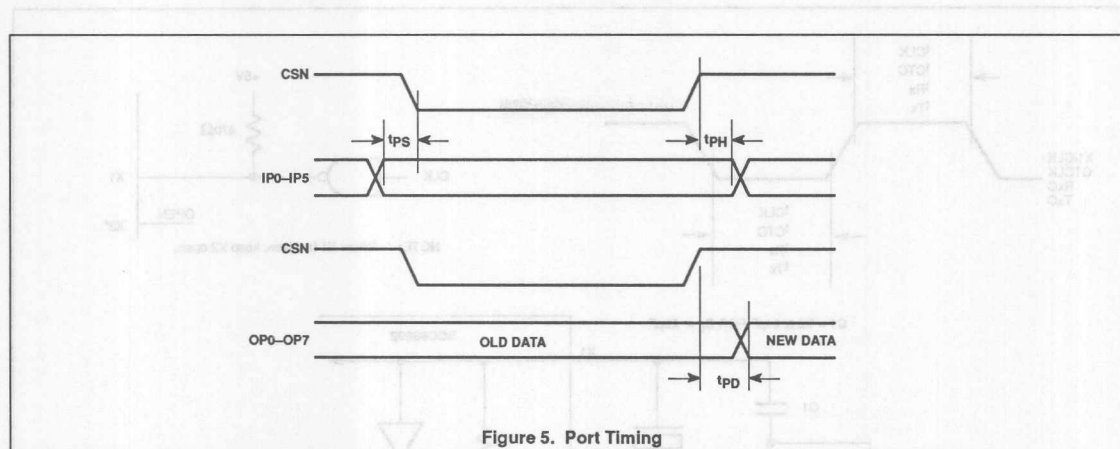 CSN
tPS
tPH
IP0–IP5
CSN
OP0–OP7
OLD DATA
NEW DATA
tPD
Figure 5. Port Timing